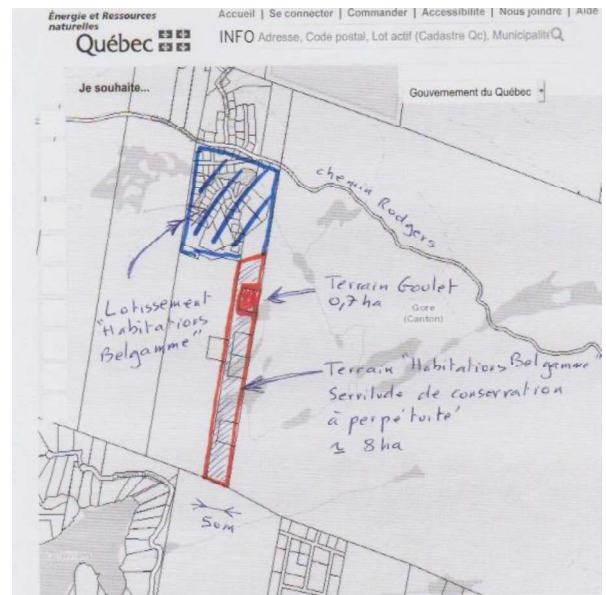 Énergie et Ressources
naturelles
Québec
Accueil | Se connecter | Commander | Accessibilité | Nous joindre | Aide
INFO Adresse, Code postal, Lot actif (Cadastre Qc), Municipalité
Je souhaite...
Gouvernement du Québec
chemin Rodgers
Lotissement
"Habitations
Belgamme"
Terrain Goulet
0,7 ha
Gore
(Canton)
Terrain "Habitations Belgamme"
Servitude de conservation
à perpétuité
8 ha
50m